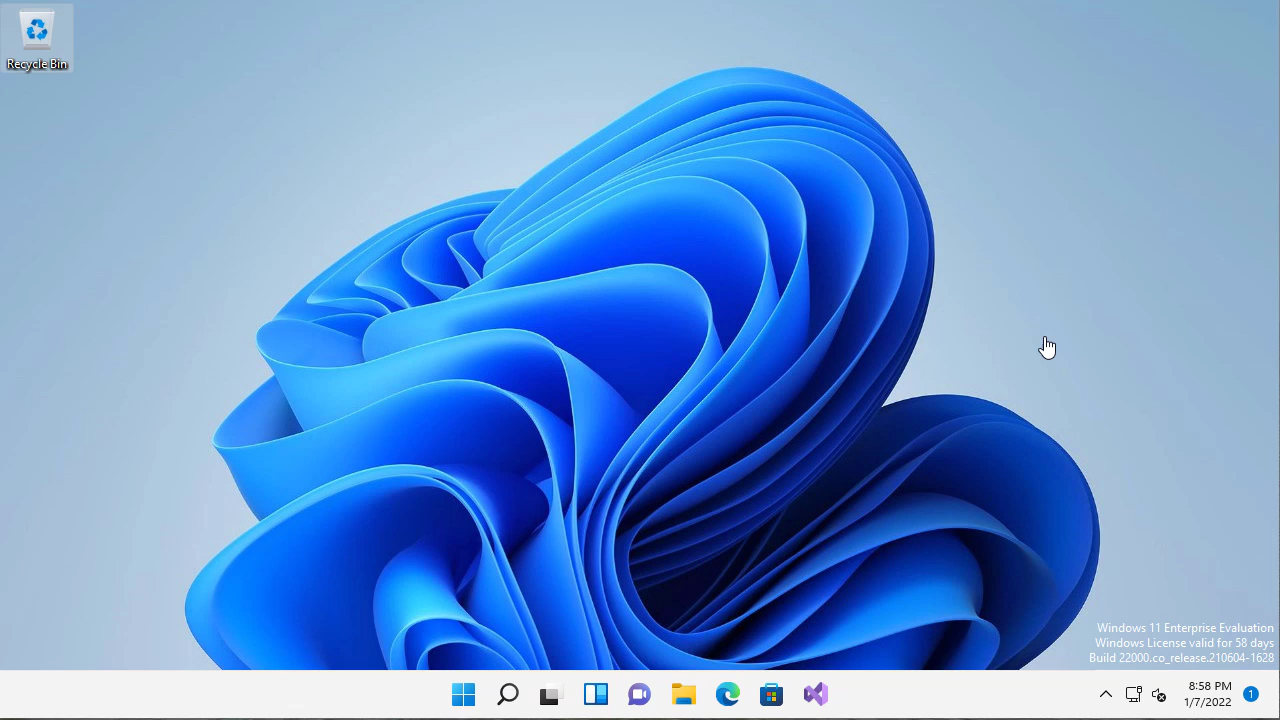 Recycle Bin
Windows 11 Enterprise Evaluation
Windows License valid for 58 days
Build 22000.co_release.210604-1628
8:58 PM
1/7/2022
1